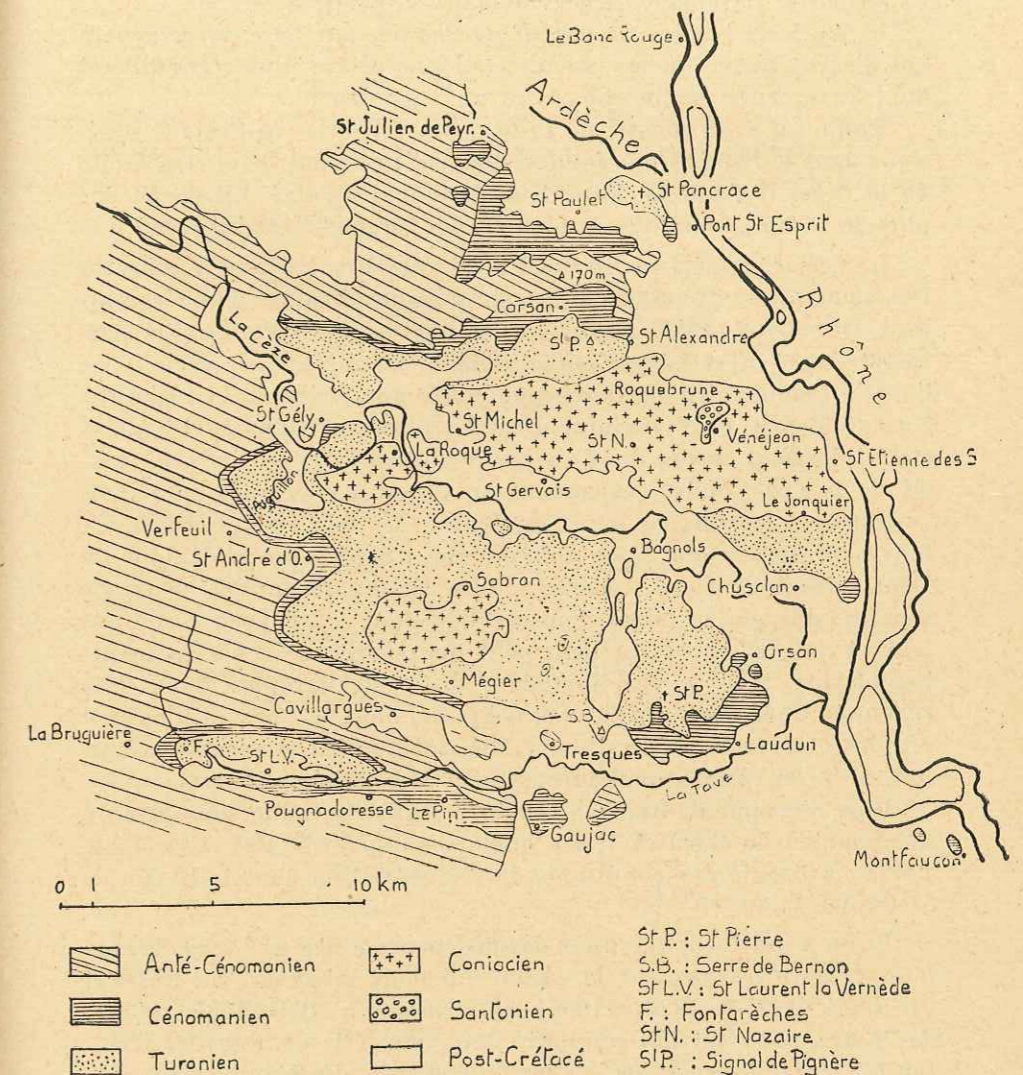 Le Banc Rouge
Ardèche
St Julien de Peyr.
St Pancrace
St Paulet
Pont St Esprit
170m
Rhône
Carsan
La Cèze
SˡP.
St Alexandre
Roquebrune
St Gély
St Michel
Vénéjean
St N.
La Roque
St Etienne des S
St Gervais
Le Jonquier
Verfeuil
Bagnols
St André d'O.
Chusclan
Sabran
Orsan
Mégier
St P.
Cavillargues
S.B.
La Bruguière
F.
St L.V.
Tresques
Laudun
La Tave
Pougnadoresse
Le Pin
Gaujac
Montfaucon
0 1 5 10 km
Anté-Cénomanien
Cénomanien
Turonien
Coniacien
Santonien
Post-Crétacé
St P. : St Pierre
S.B. : Serre de Bernon
St L.V. : St Laurent la Vernède
F. : Fontarèches
St N. : St Nazaire
SˡP. : Signal de Pignère